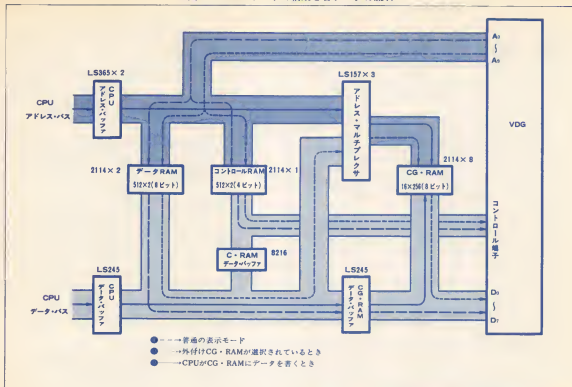 LS365×2
CPU
アドレス・バッファ
CPU
アドレス・バス
LS157×3
アドレス・マルチプレクサ
A0
〜
A8
VDG
2114×2
データRAM
512×2(8ビット)
コントロールRAM
512×2(4ビット)
2114×1
CG・RAM
16×256(8ビット)
2114×8
コントロール端子
C・RAM
データ・バッファ
8216
LS245
CPU
データ・バッファ
CPU
データ・バス
LS245
CG・RAM
データ・バッファ
D0
〜
D7
●---→普通の表示モード
●—-→外付けCG・RAMが選択されているとき
●——→CPUがCG・RAMにデータを書くとき